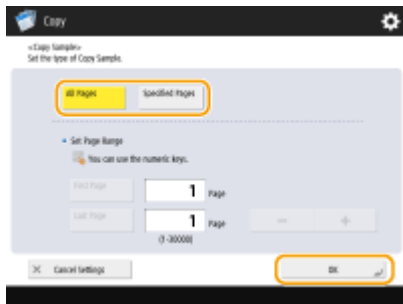 Copy
<Copy Sample>
Set the type of Copy Sample.
All Pages
Specified Pages
Set Page Range
You can use the numeric keys.
First Page
1 Page
Last Page
1 Page
(1-30000)
- +
× Cancel Settings
OK